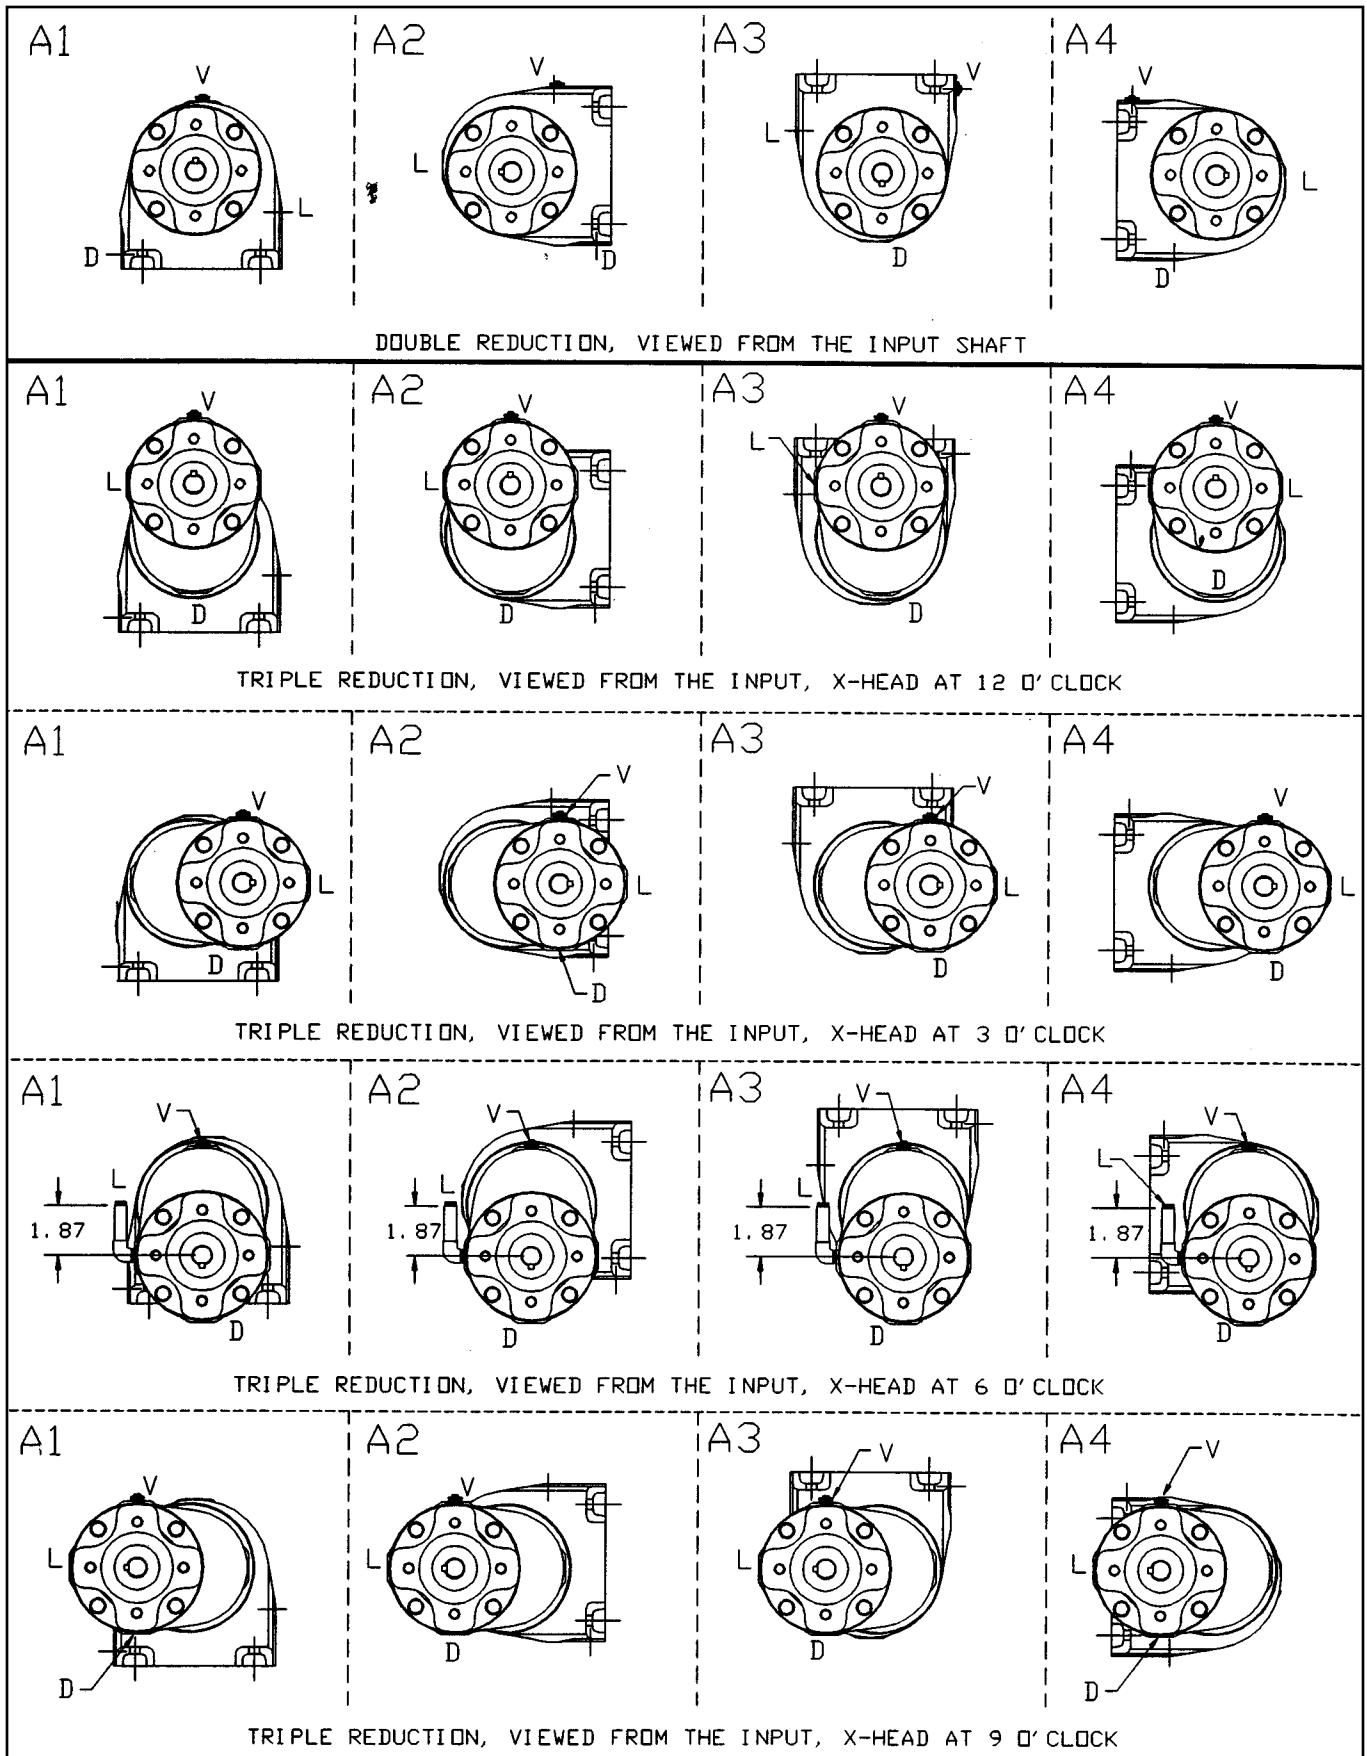 A1 A2 A3 A4
V V V V
L L L L
D D D D
DOUBLE REDUCTION, VIEWED FROM THE INPUT SHAFT
A1 A2 A3 A4
V V V V
L L L L
D D D D
TRIPLE REDUCTION, VIEWED FROM THE INPUT, X-HEAD AT 12 O'CLOCK
A1 A2 A3 A4
V V V V
L L L L
D D D D
TRIPLE REDUCTION, VIEWED FROM THE INPUT, X-HEAD AT 3 O'CLOCK
A1 A2 A3 A4
V V V V
L L L L
1.87 1.87 1.87 1.87
D D D D
TRIPLE REDUCTION, VIEWED FROM THE INPUT, X-HEAD AT 6 O'CLOCK
A1 A2 A3 A4
V V V V
L L L L
D D D D
TRIPLE REDUCTION, VIEWED FROM THE INPUT, X-HEAD AT 9 O'CLOCK